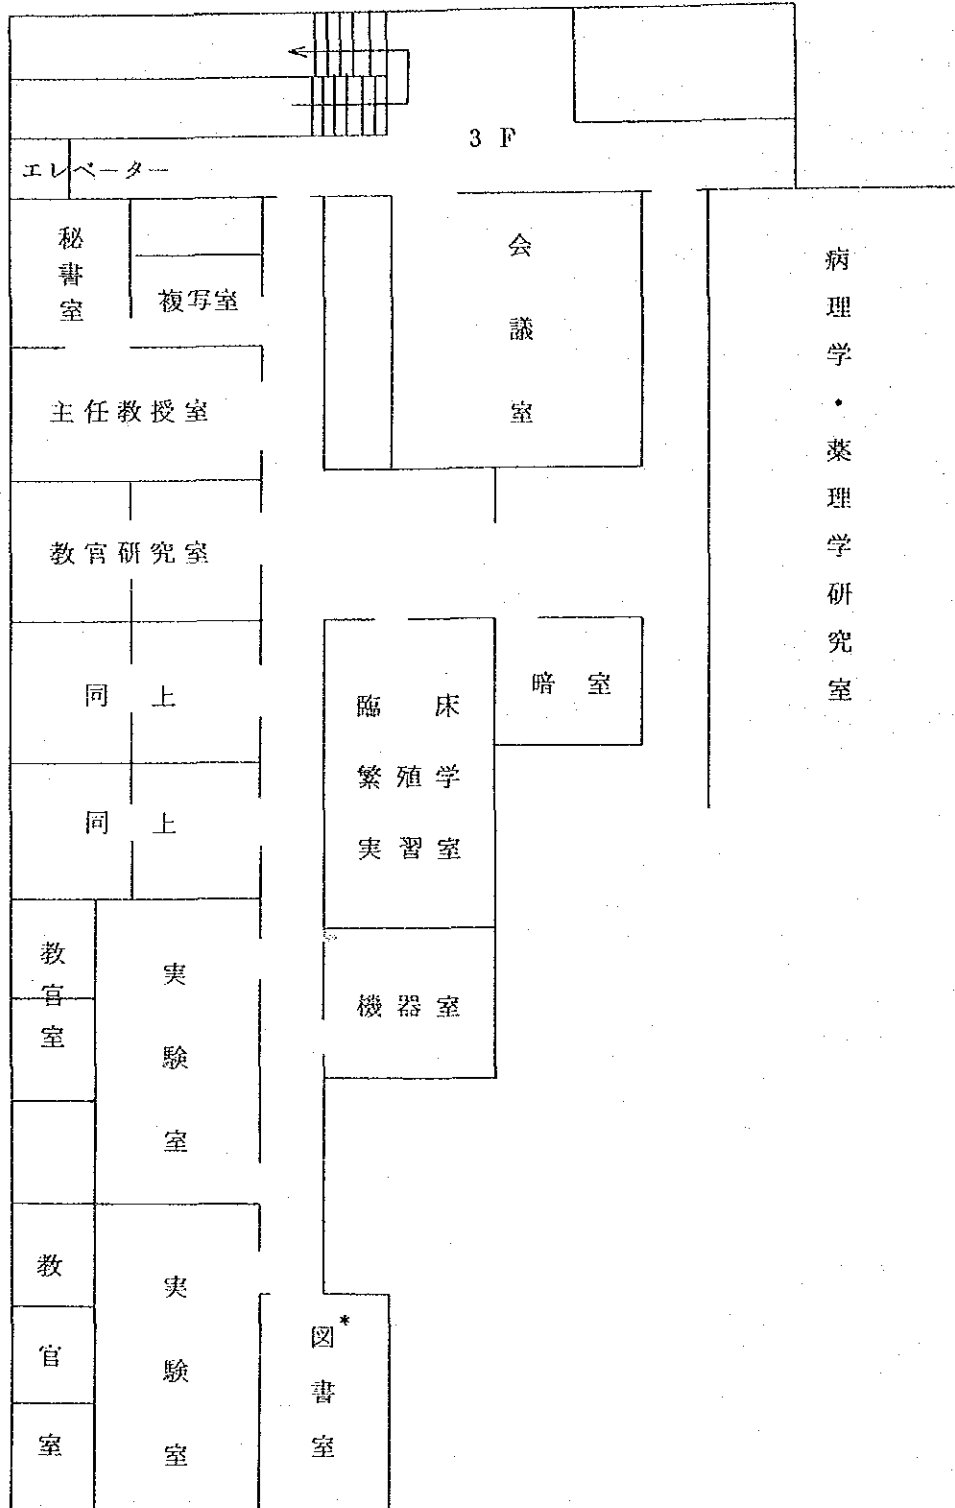 3 F
エレベーター
秘書室
複写室
会議室
病理学・薬理学研究室
主任教授室
教官研究室
同上
暗室
臨床
繁殖学
実習室
同上
教官室
実験室
機器室
教官室
実験室
図書室*